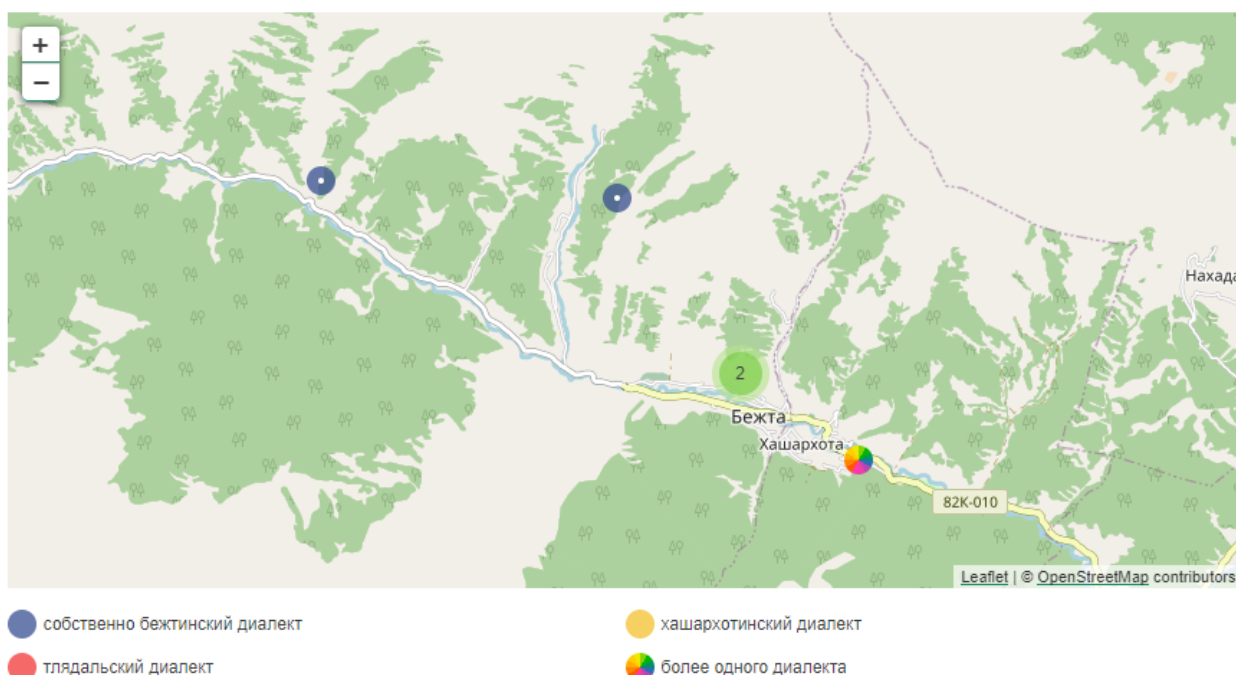 +
−
Нахада
2
Бежта
Хашархота
82К-010
Leaflet | © OpenStreetMap contributors
собственно бежтинский диалект
хашархотинский диалект
тлядальский диалект
более одного диалекта